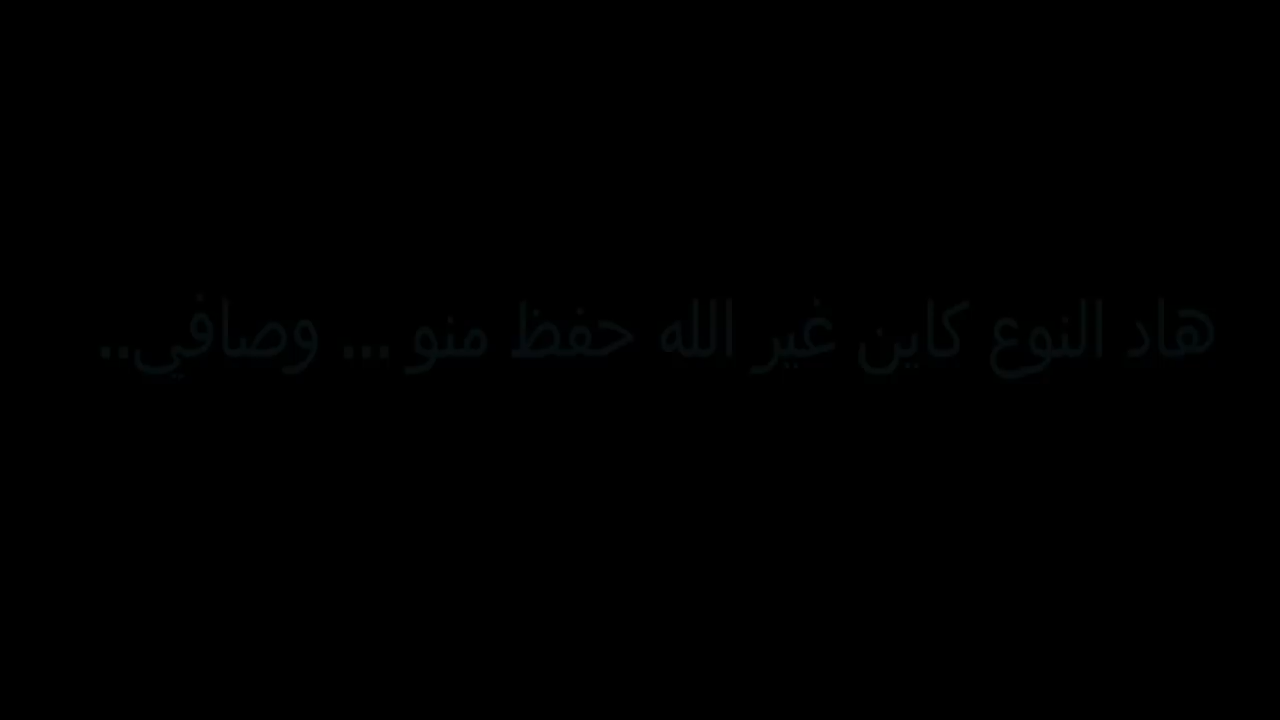 هاد النوع كاين غير الله حفظ منو ... وصافي..